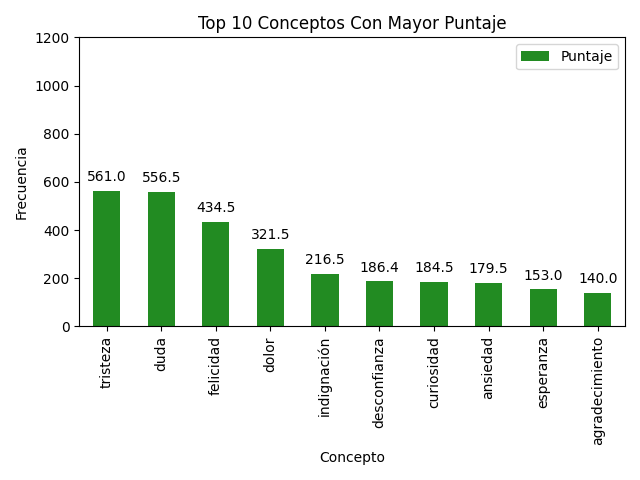 Top 10 Conceptos Con Mayor Puntaje
Puntaje
Frecuencia
1200
1000
800
600
400
200
0
561.0
556.5
434.5
321.5
216.5
186.4
184.5
179.5
153.0
140.0
tristeza
duda
felicidad
dolor
indignación
desconfianza
curiosidad
ansiedad
esperanza
agradecimiento
Concepto